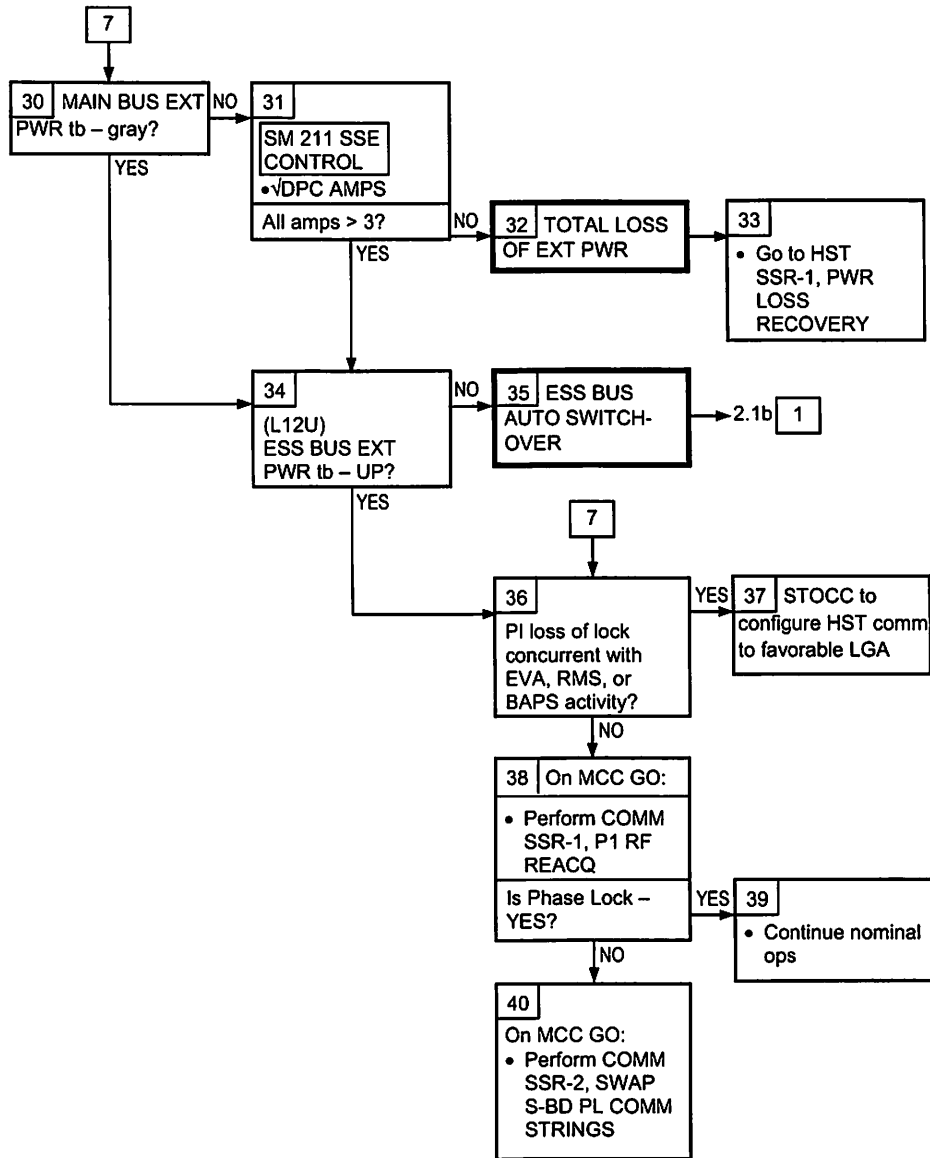 7
30 MAIN BUS EXT
PWR tb – gray?
NO
YES
31
SM 211 SSE
CONTROL
•√DPC AMPS
All amps > 3?
NO
YES
32 TOTAL LOSS
OF EXT PWR
33
• Go to HST
SSR-1, PWR
LOSS
RECOVERY
34
(L12U)
ESS BUS EXT
PWR tb – UP?
NO
YES
35 ESS BUS
AUTO SWITCH-
OVER
2.1b 1
7
36
PI loss of lock
concurrent with
EVA, RMS, or
BAPS activity?
YES
NO
37 STOCC to
configure HST comm
to favorable LGA
38 On MCC GO:
• Perform COMM
SSR-1, P1 RF
REACQ
Is Phase Lock –
YES?
YES
NO
39
• Continue nominal
ops
40
On MCC GO:
• Perform COMM
SSR-2, SWAP
S-BD PL COMM
STRINGS